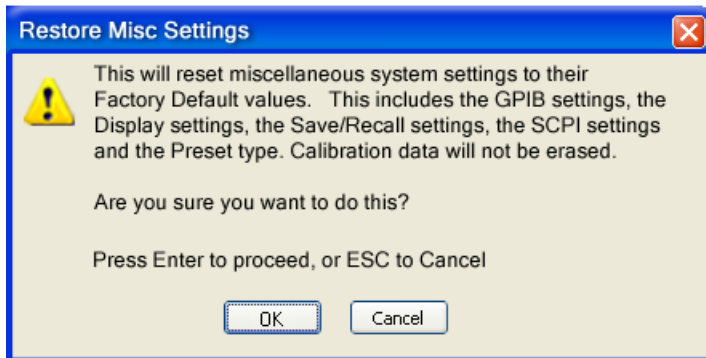 Restore Misc Settings
This will reset miscellaneous system settings to their
Factory Default values. This includes the GPIB settings, the
Display settings, the Save/Recall settings, the SCPI settings
and the Preset type. Calibration data will not be erased.
Are you sure you want to do this?
Press Enter to proceed, or ESC to Cancel
OK
Cancel